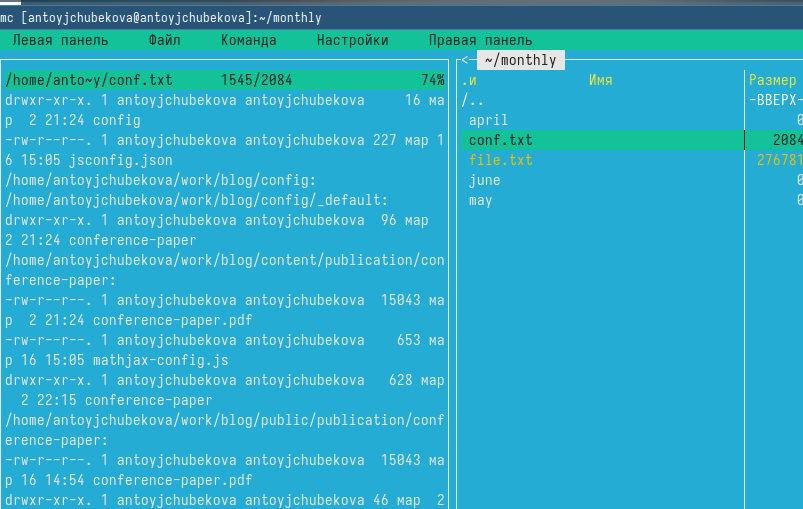 mc [antoyjchubekova@antoyjchubekova]:~/monthly
Левая панель Файл Команда Настройки Правая панель
/home/anto~y/conf.txt 1545/2084 74%
drwxr-xr-x. 1 antoyjchubekova antoyjchubekova 16 ма
р 2 21:24 config
-rw-r--r--. 1 antoyjchubekova antoyjchubekova 227 мар 1
6 15:05 jsconfig.json
/home/antoyjchubekova/work/blog/config:
/home/antoyjchubekova/work/blog/config/_default:
drwxr-xr-x. 1 antoyjchubekova antoyjchubekova 96 мар
2 21:24 conference-paper
/home/antoyjchubekova/work/blog/content/publication/con
ference-paper:
-rw-r--r--. 1 antoyjchubekova antoyjchubekova 15043 ма
р 2 21:24 conference-paper.pdf
-rw-r--r--. 1 antoyjchubekova antoyjchubekova 653 ма
р 16 15:05 mathjax-config.js
drwxr-xr-x. 1 antoyjchubekova antoyjchubekova 628 мар
2 22:15 conference-paper
/home/antoyjchubekova/work/blog/public/publication/conf
erence-paper:
-rw-r--r--. 1 antoyjchubekova antoyjchubekova 15043 ма
р 16 14:54 conference-paper.pdf
drwxr-xr-x. 1 antoyjchubekova antoyjchubekova 46 мар 2
<─ ~/monthly
.и Имя Размер
/.. -ВВЕРХ-
april 0
conf.txt 2084
file.txt 276781
june 0
may 0